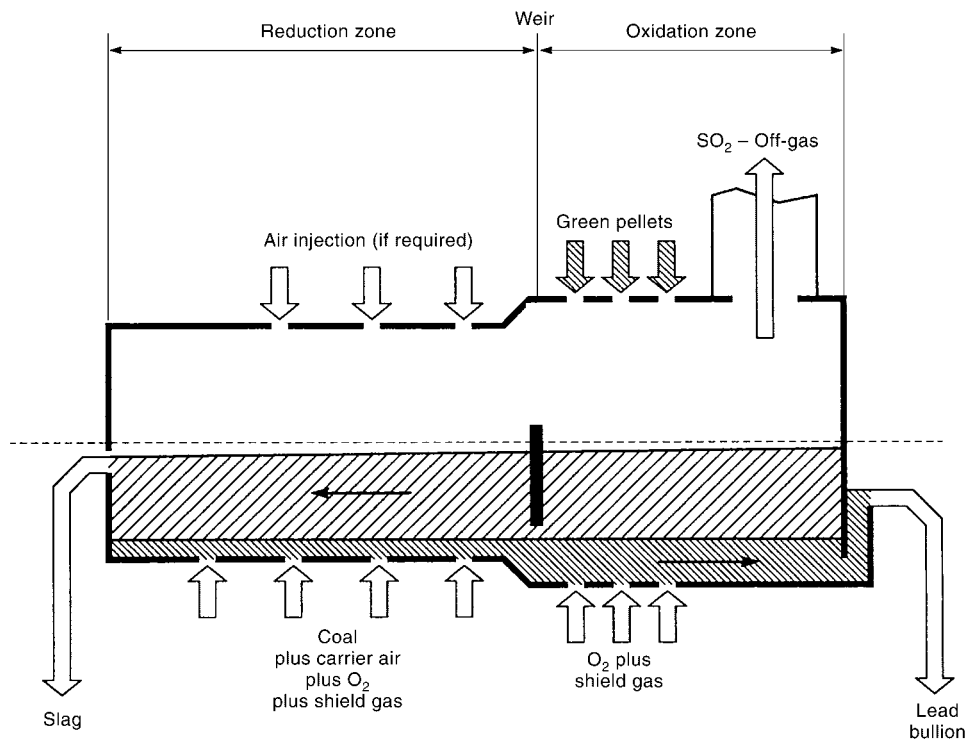 Weir
Reduction zone
Oxidation zone
SO₂ – Off-gas
Green pellets
Air injection (if required)
Coal
plus carrier air
plus O₂
plus shield gas
O₂ plus
shield gas
Slag
Lead
bullion